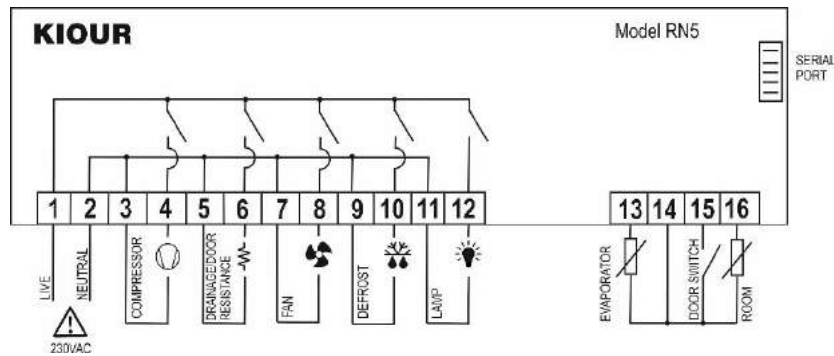 KIOUR
Model RN5
SERIAL
PORT
1 2 3 4 5 6 7 8 9 10 11 12
13 14 15 16
LIVE
NEUTRAL
COMPRESSOR
DRAINAGE/DOOR
RESISTANCE
FAN
DEFROST
LAMP
EVAPORATOR
DOOR SWITCH
ROOM
230VAC